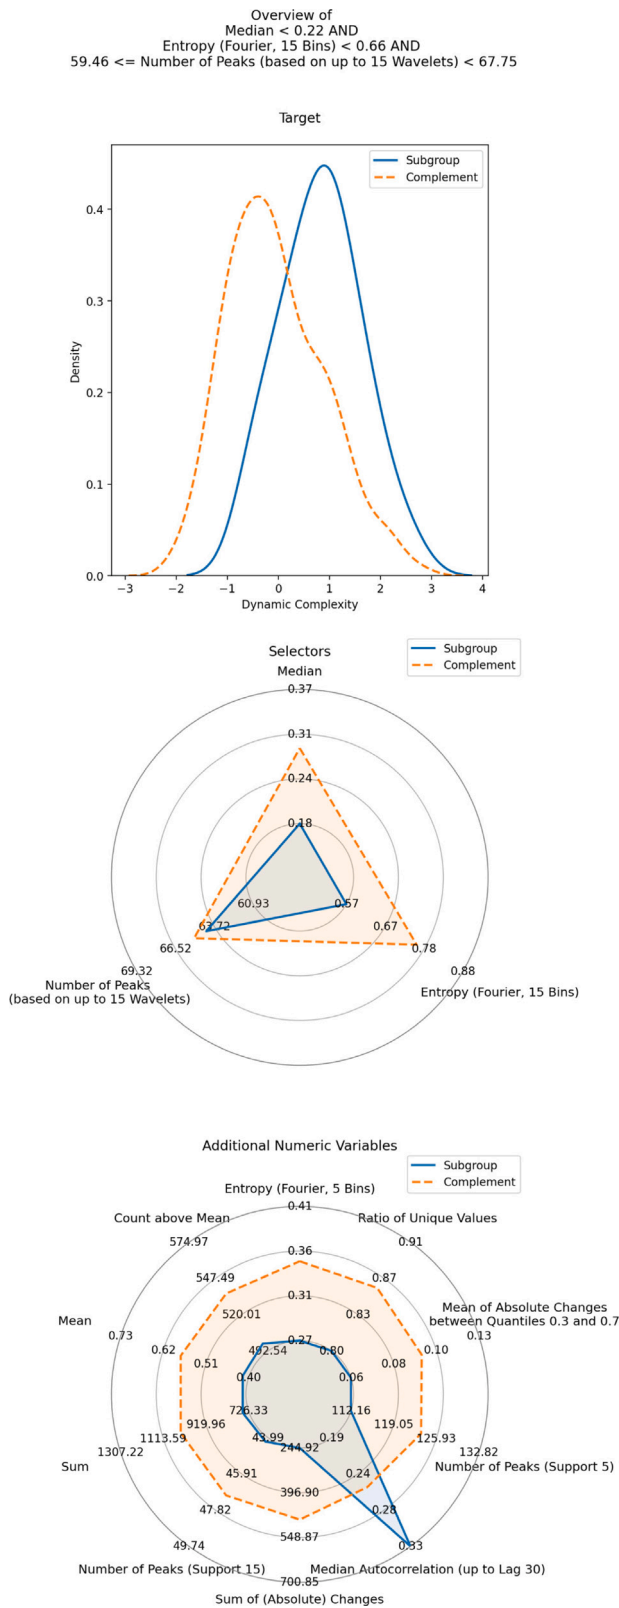 Overview of
Median < 0.22 AND
Entropy (Fourier, 15 Bins) < 0.66 AND
59.46 <= Number of Peaks (based on up to 15 Wavelets) < 67.75
Target
Subgroup
Complement
0.4
0.3
Density
0.2
0.1
0.0
−3 −2 −1 0 1 2 3 4
Dynamic Complexity
Selectors
Subgroup
Complement
Median
0.37
0.31
0.24
0.18
60.93 0.57
63.72 0.67
66.52 0.78
69.32 0.88
Number of Peaks
(based on up to 15 Wavelets)
Entropy (Fourier, 15 Bins)
Additional Numeric Variables
Subgroup
Complement
Entropy (Fourier, 5 Bins)
0.41
Count above Mean Ratio of Unique Values
574.97 0.91
0.36
547.49 0.87
0.31
520.01 0.83
Mean of Absolute Changes
between Quantiles 0.3 and 0.7
Mean
0.73 0.13
0.27
0.62 492.54 0.80 0.10
0.51 0.08
0.40 0.06
726.33 112.16
919.96 119.05
1113.59 43.99 0.19 125.93
244.92
1307.22 132.82
Sum Number of Peaks (Support 5)
45.91 0.24
396.90
47.82 0.28
548.87
49.74 0.33
Number of Peaks (Support 15) Median Autocorrelation (up to Lag 30)
700.85
Sum of (Absolute) Changes